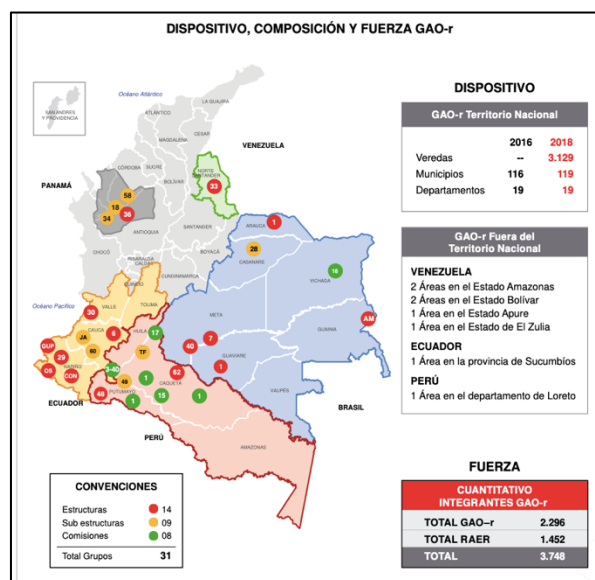 DISPOSITIVO, COMPOSICIÓN Y FUERZA GAO-r
Océano Atlántico
SAN ANDRES
Y PROVIDENCIA
LA GUAJIRA
ATLÁNTICO
MAGDALENA
CESAR
VENEZUELA
PANAMÁ
CÓRDOBA
SUCRE
BOLÍVAR
NORTE
SANTANDER
33
58
18
34
36
ANTIOQUIA
SANTANDER
ARAUCA
1
CHOCÓ
BOYACÁ
CASANARE
28
RISARALDA
CALDAS
CUNDINAMARCA
VICHADA
16
QUINDÍO
Océano Pacífico
VALLE
TOLIMA
META
GUAINÍA
AM
30
CAUCA
6
HUILA
17
7
40
GUP
JA
29
60
TF
GUAVIARE
1
OS
NARIÑO
CDN
3-40
62
48
49
1
CAQUETÁ
15
1
VAUPÉS
PUTUMAYO
1
ECUADOR
BRASIL
PERÚ
AMAZONAS
CONVENCIONES
Estructuras 14
Sub estructuras 09
Comisiones 08
Total Grupos 31
DISPOSITIVO
GAO-r Territorio Nacional
2016 2018
Veredas -- 3.129
Municipios 116 119
Departamentos 19 19
GAO-r Fuera del
Territorio Nacional
VENEZUELA
2 Áreas en el Estado Amazonas
2 Áreas en el Estado Bolívar
1 Área en el Estado Apure
1 Área en el Estado de El Zulia
ECUADOR
1 Área en la provincia de Sucumbíos
PERÚ
1 Área en el departamento de Loreto
FUERZA
CUANTITATIVO
INTEGRANTES GAO-r
TOTAL GAO–r 2.296
TOTAL RAER 1.452
TOTAL 3.748